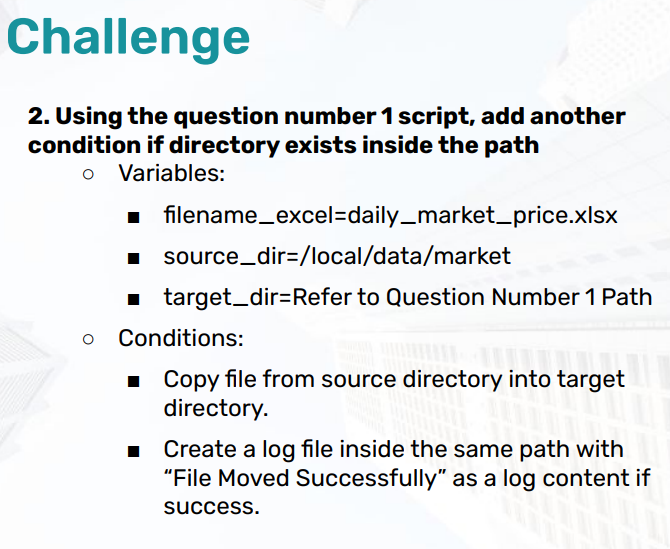 Challenge
2. Using the question number 1 script, add another
condition if directory exists inside the path
○ Variables:
■ filename_excel=daily_market_price.xlsx
■ source_dir=/local/data/market
■ target_dir=Refer to Question Number 1 Path
○ Conditions:
■ Copy file from source directory into target
directory.
■ Create a log file inside the same path with
“File Moved Successfully” as a log content if
success.